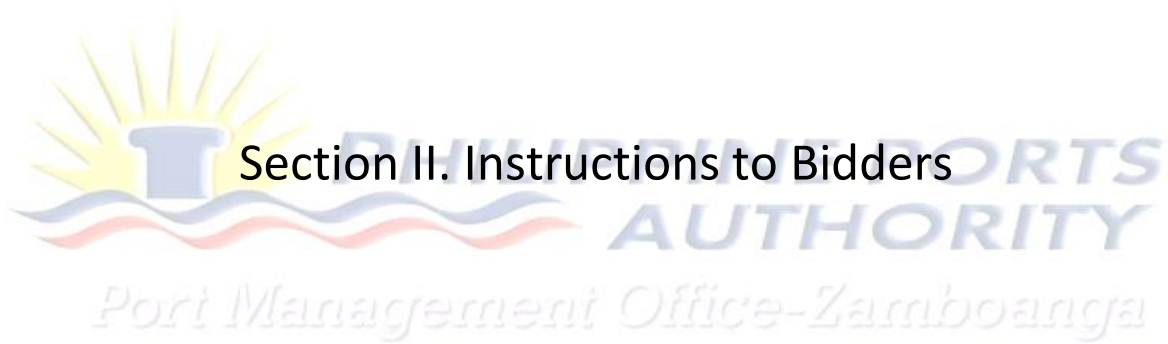 Section II. Instructions to Bidders
PHILIPPINE PORTS
AUTHORITY
Port Management Office-Zamboanga